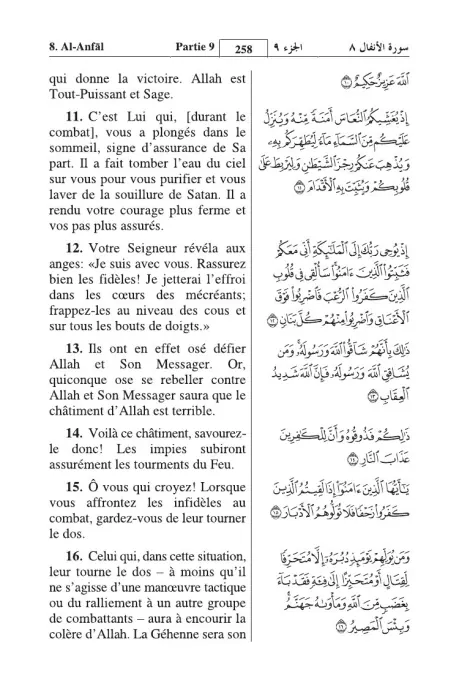 8. Al-Anfāl Partie 9 258 الجزء ٩ سورة الأنفال ٨
qui donne la victoire. Allah est
Tout-Puissant et Sage.
11. C'est Lui qui, [durant le
combat], vous a plongés dans le
sommeil, signe d'assurance de Sa
part. Il a fait tomber l'eau du ciel
sur vous pour vous purifier et vous
laver de la souillure de Satan. Il a
rendu votre courage plus ferme et
vos pas plus assurés.
12. Votre Seigneur révéla aux
anges: «Je suis avec vous. Rassurez
bien les fidèles! Je jetterai l'effroi
dans les cœurs des mécréants;
frappez-les au niveau des cous et
sur tous les bouts de doigts.»
13. Ils ont en effet osé défier
Allah et Son Messager. Or,
quiconque ose se rebeller contre
Allah et Son Messager saura que le
châtiment d'Allah est terrible.
14. Voilà ce châtiment, savourez-
le donc! Les impies subiront
assurément les tourments du Feu.
15. Ô vous qui croyez! Lorsque
vous affrontez les infidèles au
combat, gardez-vous de leur tourner
le dos.
16. Celui qui, dans cette situation,
leur tourne le dos – à moins qu'il
ne s'agisse d'une manœuvre tactique
ou du ralliement à un autre groupe
de combattants – aura à encourir la
colère d'Allah. La Géhenne sera son
ٱللَّهَ عَزِيزٌ حَكِيمٌ ١٠
إِذْ يُغَشِّيكُمُ ٱلنُّعَاسَ أَمَنَةً مِّنْهُ وَيُنَزِّلُ
عَلَيْكُم مِّنَ ٱلسَّمَآءِ مَآءً لِّيُطَهِّرَكُم بِهِۦ
وَيُذْهِبَ عَنكُمْ رِجْزَ ٱلشَّيْطَٰنِ وَلِيَرْبِطَ عَلَىٰ
قُلُوبِكُمْ وَيُثَبِّتَ بِهِ ٱلْأَقْدَامَ ١١
إِذْ يُوحِى رَبُّكَ إِلَى ٱلْمَلَٰٓئِكَةِ أَنِّى مَعَكُمْ
فَثَبِّتُوا۟ ٱلَّذِينَ ءَامَنُوا۟ سَأُلْقِى فِى قُلُوبِ
ٱلَّذِينَ كَفَرُوا۟ ٱلرُّعْبَ فَٱضْرِبُوا۟ فَوْقَ
ٱلْأَعْنَاقِ وَٱضْرِبُوا۟ مِنْهُمْ كُلَّ بَنَانٍ ١٢
ذَٰلِكَ بِأَنَّهُمْ شَآقُّوا۟ ٱللَّهَ وَرَسُولَهُۥ وَمَن
يُشَاقِقِ ٱللَّهَ وَرَسُولَهُۥ فَإِنَّ ٱللَّهَ شَدِيدُ
ٱلْعِقَابِ ١٣
ذَٰلِكُمْ فَذُوقُوهُ وَأَنَّ لِلْكَٰفِرِينَ
عَذَابَ ٱلنَّارِ ١٤
يَٰٓأَيُّهَا ٱلَّذِينَ ءَامَنُوٓا۟ إِذَا لَقِيتُمُ ٱلَّذِينَ
كَفَرُوا۟ زَحْفًا فَلَا تُوَلُّوهُمُ ٱلْأَدْبَارَ ١٥
وَمَن يُوَلِّهِمْ يَوْمَئِذٍ دُبُرَهُۥٓ إِلَّا مُتَحَرِّفًا
لِّقِتَالٍ أَوْ مُتَحَيِّزًا إِلَىٰ فِئَةٍ فَقَدْ بَآءَ
بِغَضَبٍ مِّنَ ٱللَّهِ وَمَأْوَىٰهُ جَهَنَّمُ
وَبِئْسَ ٱلْمَصِيرُ ١٦